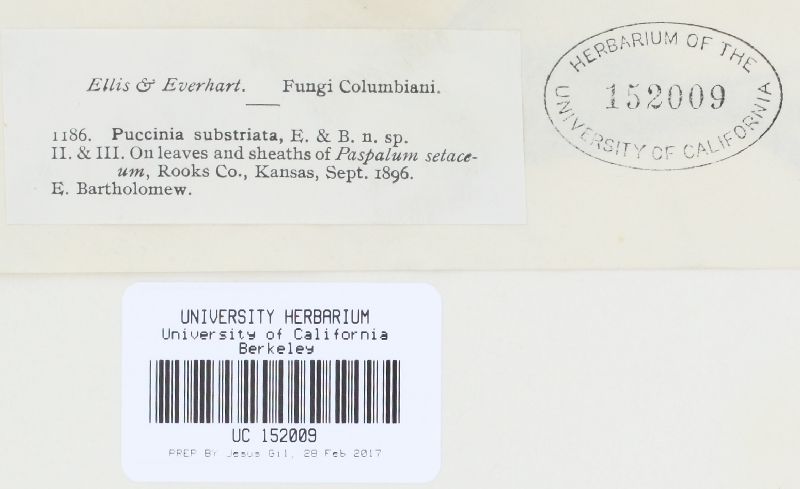 Ellis & Everhart. Fungi Columbiani.
1186. Puccinia substriata, E. & B. n. sp.
II. & III. On leaves and sheaths of Paspalum setace-
um, Rooks Co., Kansas, Sept. 1896.
E. Bartholomew.
HERBARIUM OF THE
152009
UNIVERSITY OF CALIFORNIA
UNIVERSITY HERBARIUM
University of California
Berkeley
UC 152009
PREP BY Jesus Gil, 28 Feb 2017